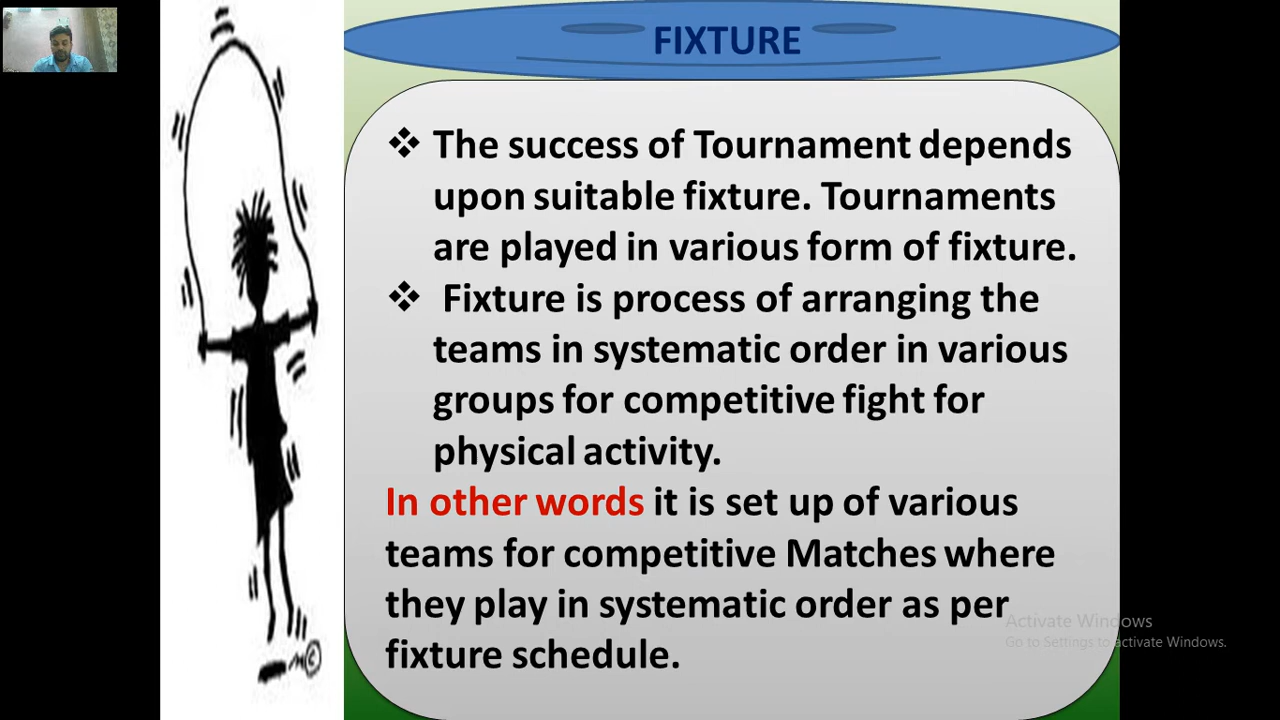 FIXTURE
❖ The success of Tournament depends
upon suitable fixture. Tournaments
are played in various form of fixture.
❖ Fixture is process of arranging the
teams in systematic order in various
groups for competitive fight for
physical activity.
In other words it is set up of various
teams for competitive Matches where
they play in systematic order as per
fixture schedule.
Activate Windows
Go to Settings to activate Windows.